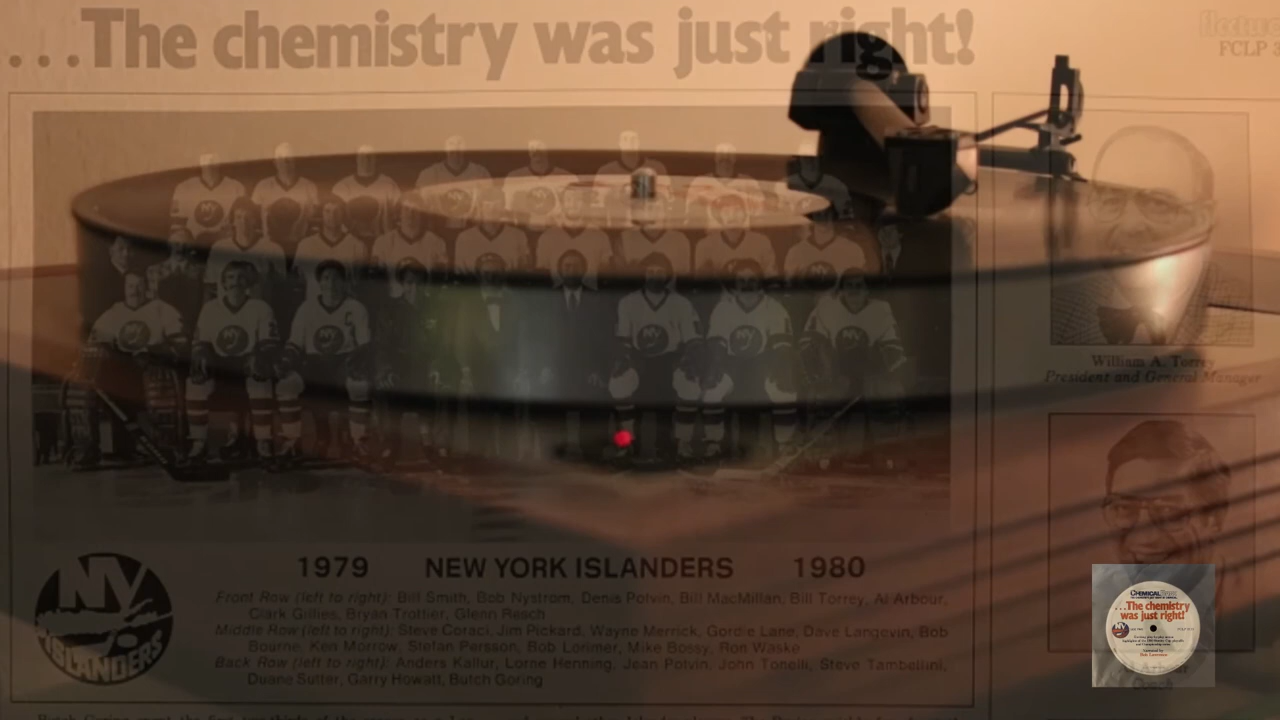 ...The chemistry was just right!
FCLP
William A. Torrey
President and General Manager
1979 NEW YORK ISLANDERS 1980
NY
ISLANDERS
Front Row (left to right): Bill Smith, Bob Nystrom, Denis Potvin, Bill MacMillan, Bill Torrey, Al Arbour,
Clark Gillies, Bryan Trottier, Glenn Resch
Middle Row (left to right): Steve Coraci, Jim Pickard, Wayne Merrick, Gordie Lane, Dave Langevin, Bob
Bourne, Ken Morrow, Stefan Persson, Bob Lorimer, Mike Bossy, Ron Waske
Back Row (left to right): Anders Kallur, Lorne Henning, Jean Potvin, John Tonelli, Steve Tambellini,
Duane Sutter, Garry Howatt, Butch Goring
...The chemistry
was just right!